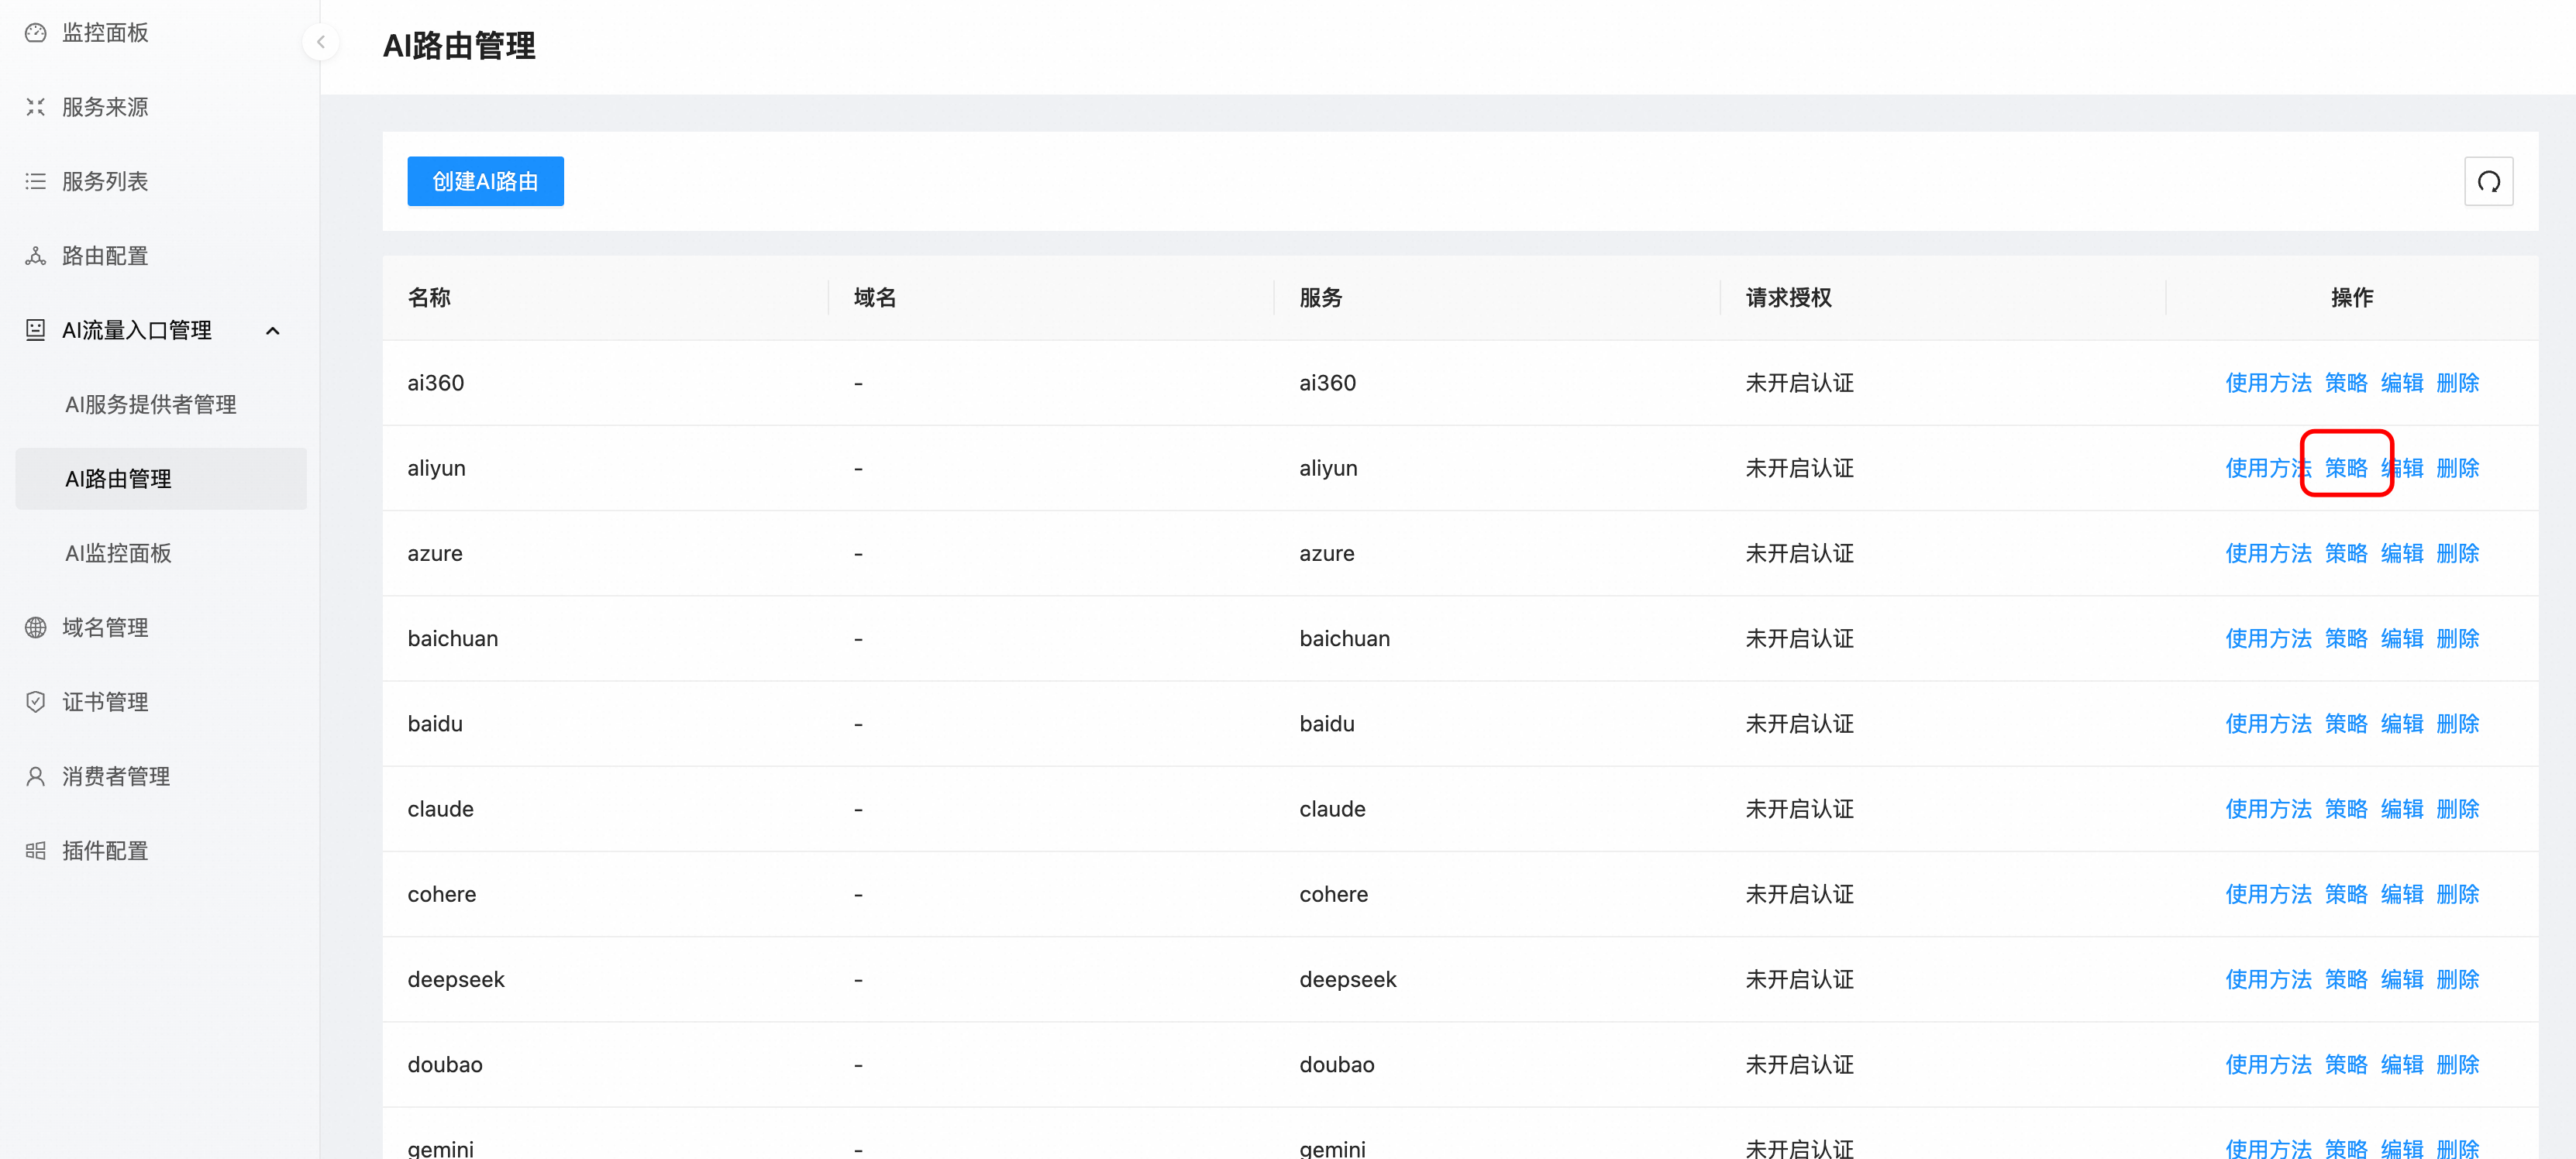 监控面板
服务来源
服务列表
路由配置
AI流量入口管理
AI服务提供者管理
AI路由管理
AI监控面板
域名管理
证书管理
消费者管理
插件配置
AI路由管理
创建AI路由
名称 域名 服务 请求授权 操作
ai360 - ai360 未开启认证 使用方法 策略 编辑 删除
aliyun - aliyun 未开启认证 使用方法 策略 编辑 删除
azure - azure 未开启认证 使用方法 策略 编辑 删除
baichuan - baichuan 未开启认证 使用方法 策略 编辑 删除
baidu - baidu 未开启认证 使用方法 策略 编辑 删除
claude - claude 未开启认证 使用方法 策略 编辑 删除
cohere - cohere 未开启认证 使用方法 策略 编辑 删除
deepseek - deepseek 未开启认证 使用方法 策略 编辑 删除
doubao - doubao 未开启认证 使用方法 策略 编辑 删除
gemini - gemini 未开启认证 使用方法 策略 编辑 删除